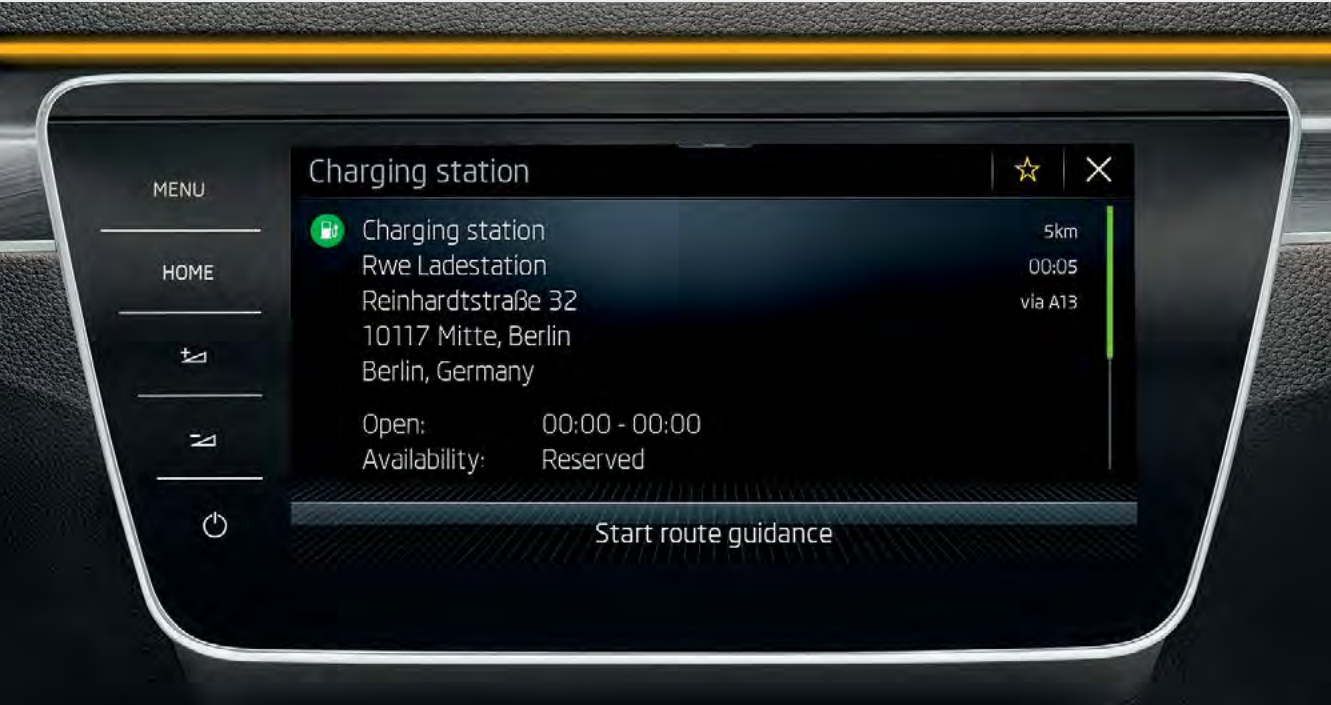 Charging station
MENU
Charging station
5km
Rwe Ladestation
00:05
HOME
Reinhardtstraße 32
via A13
10117 Mitte, Berlin
Berlin, Germany
Open: 00:00 - 00:00
Availability: Reserved
Start route guidance